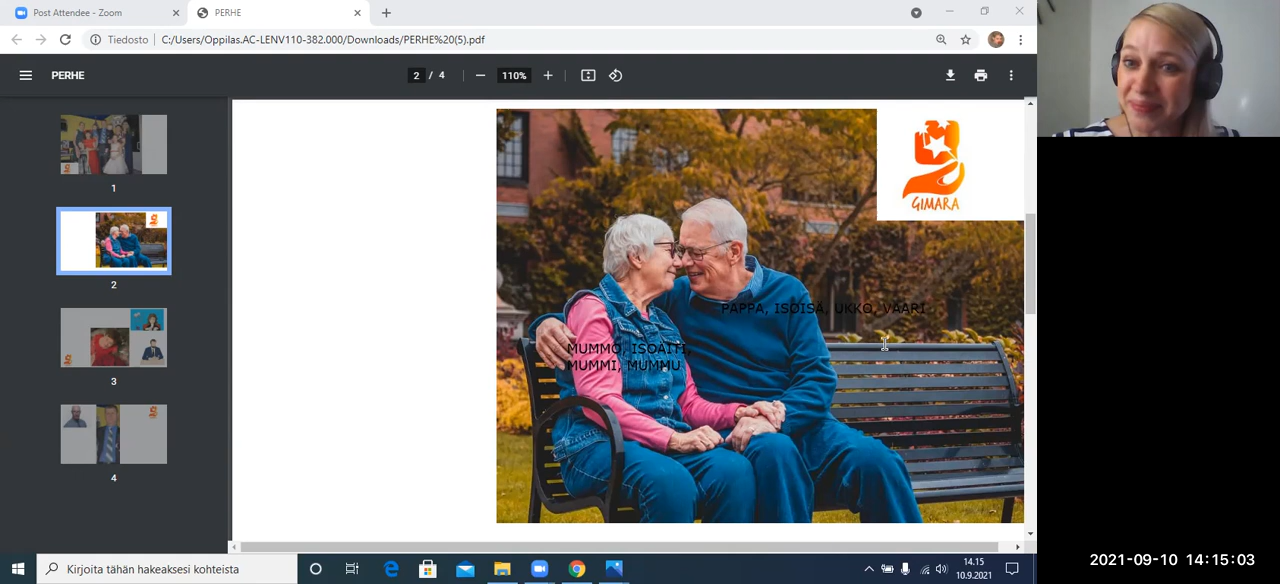 Post Attendee - Zoom
PERHE
Tiedosto
C:/Users/Oppilas.AC-LENV110-382.000/Downloads/PERHE%20(5).pdf
PERHE
2 / 4
110%
1
2
3
4
GIMARA
PAPPA, ISOISÄ, UKKO, VAARI
MUMMO, ISOÄITI,
MUMMI, MUMMU
Kirjoita tähän hakeaksesi kohteista
14.15
10.9.2021
2021-09-10 14:15:03